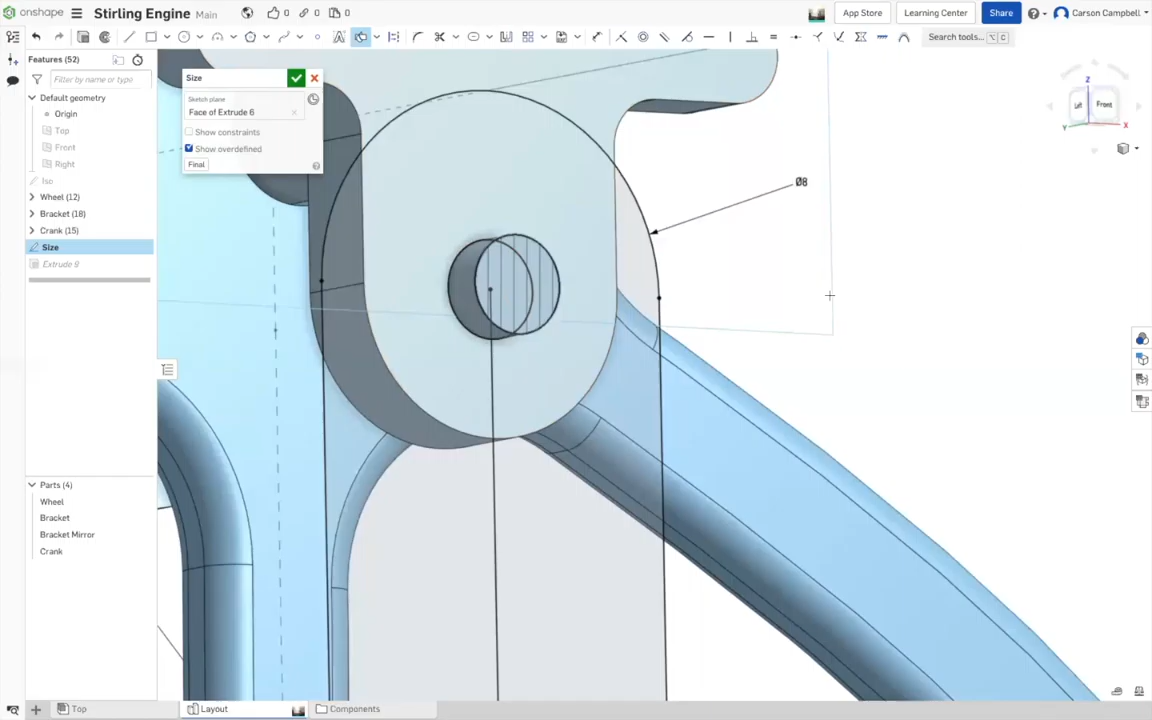 onshape Stirling Engine Main 0 0 0 App Store Learning Center Share Carson Campbell
Search tools... ⌥ C
Features (52)
Filter by name or type
Default geometry
Origin
Top
Front
Right
Iso
Wheel (12)
Bracket (18)
Crank (15)
Size
Extrude 9
Parts (4)
Wheel
Bracket
Bracket Mirror
Crank
Size
Sketch plane
Face of Extrude 6
Show constraints
Show overdefined
Final
Ø8
Z
Left Front
Y X
Top Layout Components